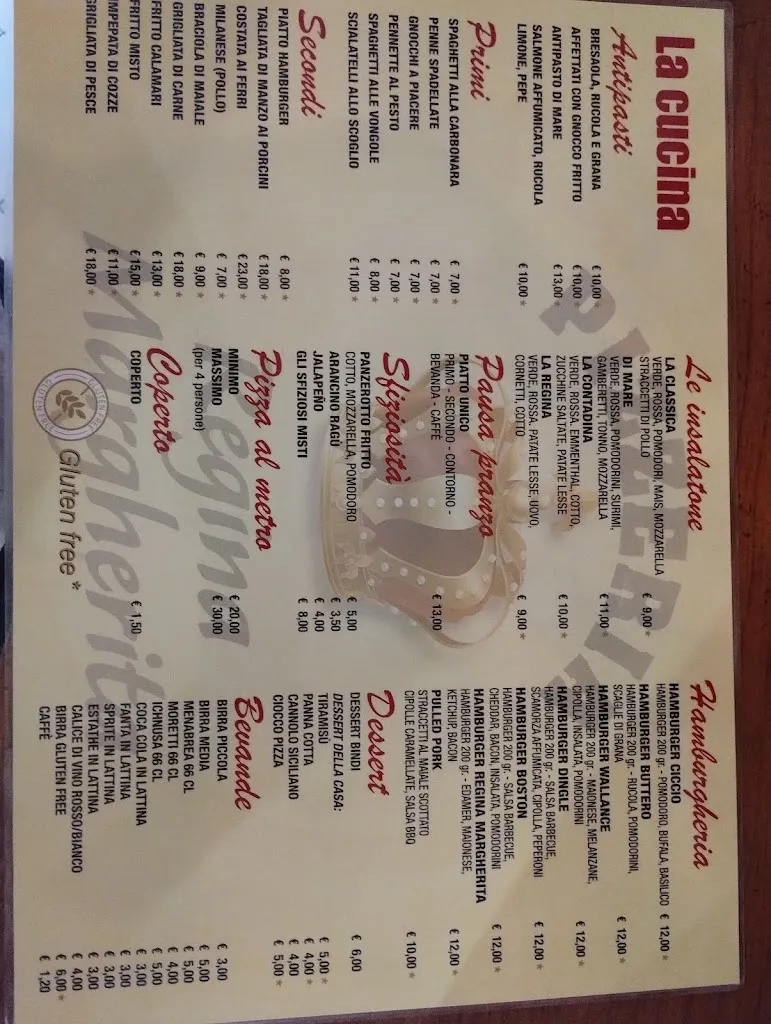 La cucina
Antipasti
BRESAOLA, RUCOLA E GRANA € 10,00 *
AFFETTATI CON GNOCCO FRITTO € 10,00 *
ANTIPASTO DI MARE € 13,00 *
SALMONE AFFUMICATO, RUCOLA
LIMONE, PEPE € 10,00 *
Primi
SPAGHETTI ALLA CARBONARA € 7,00 *
PENNE SPADELLATE € 7,00 *
GNOCCHI A PIACERE € 7,00 *
PENNETTE AL PESTO € 7,00 *
SPAGHETTI ALLE VONGOLE € 8,00 *
SCIALATELLI ALLO SCOGLIO € 11,00 *
Secondi
PIATTO HAMBURGER € 8,00 *
TAGLIATA DI MANZO AI PORCINI € 18,00 *
COSTATA AI FERRI € 23,00 *
MILANESE (POLLO) € 7,00 *
BRACIOLA DI MAIALE € 9,00 *
GRIGLIATA DI CARNE € 18,00 *
FRITTO CALAMARI € 13,00 *
FRITTO MISTO € 15,00 *
IMPEPATA DI COZZE € 11,00 *
GRIGLIATA DI PESCE € 18,00 *
Le insalatone
LA CLASSICA
VERDE, ROSSA, POMODORI, MAIS, MOZZARELLA
STRACCETTI DI POLLO € 9,00 *
DI MARE
VERDE, ROSSA, POMODORINI, SURIMI,
GAMBERETTI, TONNO, MOZZARELLA € 11,00 *
LA CONTADINA
VERDE, ROSSA, EMMENTHAL, COTTO,
ZUCCHINE SALTATE, PATATE LESSE € 10,00 *
LA REGINA
VERDE, ROSSA, PATATE LESSE, UOVO,
CORNETTI, COTTO € 9,00 *
Pausa pranzo
PIATTO UNICO
PRIMO - SECONDO - CONTORNO -
BEVANDA - CAFFÈ € 13,00
Sfiziosità
PANZEROTTO FRITTO
COTTO, MOZZARELLA, POMODORO € 5,00
ARANCINO RAGÙ € 3,50
JALAPENO € 4,00
GLI SFIZIOSI MISTI € 8,00
Pizza al metro
MINIMO € 20,00
MASSIMO € 30,00
(per 4 persone)
Coperto
COPERTO € 1,50
GLUTEN FREE
Gluten free *
Hamburgheria
HAMBURGER CICCIO
HAMBURGER 200 gr. - POMODORO, BUFALA, BASILICO € 12,00 *
HAMBURGER BUTTERO
HAMBURGER 200 gr. - RUCOLA, POMODORINI,
SCAGLIE DI GRANA € 12,00 *
HAMBURGER WALLANCE
HAMBURGER 200 gr. - MAIONESE, MELANZANE,
CIPOLLA, INSALATA, POMODORINI € 12,00 *
HAMBURGER DINGLE
HAMBURGER 200 gr. - SALSA BARBECUE,
SCAMORZA AFFUMICATA, CIPOLLA, PEPERONI € 12,00 *
HAMBURGER BOSTON
HAMBURGER 200 gr. - SALSA BARBECUE,
CHEDDAR, BACON, INSALATA, POMODORINI € 12,00 *
HAMBURGER REGINA MARGHERITA
HAMBURGER 200 gr. - EDAMER, MAIONESE,
KETCHUP, BACON € 12,00 *
PULLED PORK
STRACCETTI AL MAIALE SCOTTATO
CIPOLLE CARAMELLATE, SALSA BBQ € 10,00 *
Dessert
DESSERT BINDI € 6,00
DESSERT DELLA CASA:
TIRAMISÙ € 5,00 *
PANNA COTTA € 4,00 *
CANNOLO SICILIANO € 4,00
CIOCCO PIZZA € 5,00 *
Bevande
BIRRA PICCOLA € 3,00
BIRRA MEDIA € 5,00
MENABREA 66 CL € 5,00
MORETTI 66 CL € 4,00
ICHNUSA 66 CL € 5,00
COCA COLA IN LATTINA € 3,00
FANTA IN LATTINA € 3,00
SPRITE IN LATTINA € 3,00
ESTATHE IN LATTINA € 3,00
CALICE DI VINO ROSSO/BIANCO € 4,00
BIRRA GLUTEN FREE € 6,00 *
CAFFÈ € 1,20
PIZZERIA
Regina
Margherit